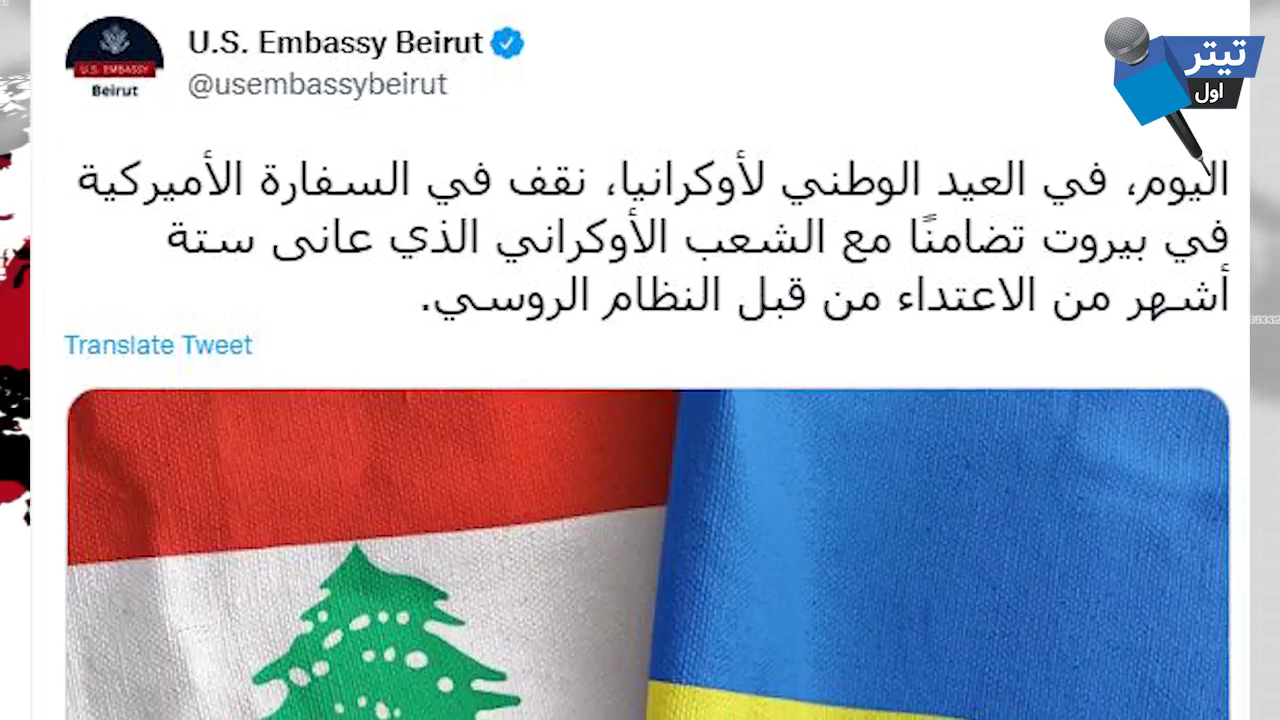 U.S. Embassy Beirut
@usembassybeirut
U.S. EMBASSY
Beirut
تيتر
اول
اليوم، في العيد الوطني لأوكرانيا، نقف في السفارة الأميركية
في بيروت تضامنًا مع الشعب الأوكراني الذي عانى ستة
أشهر من الاعتداء من قبل النظام الروسي.
Translate Tweet